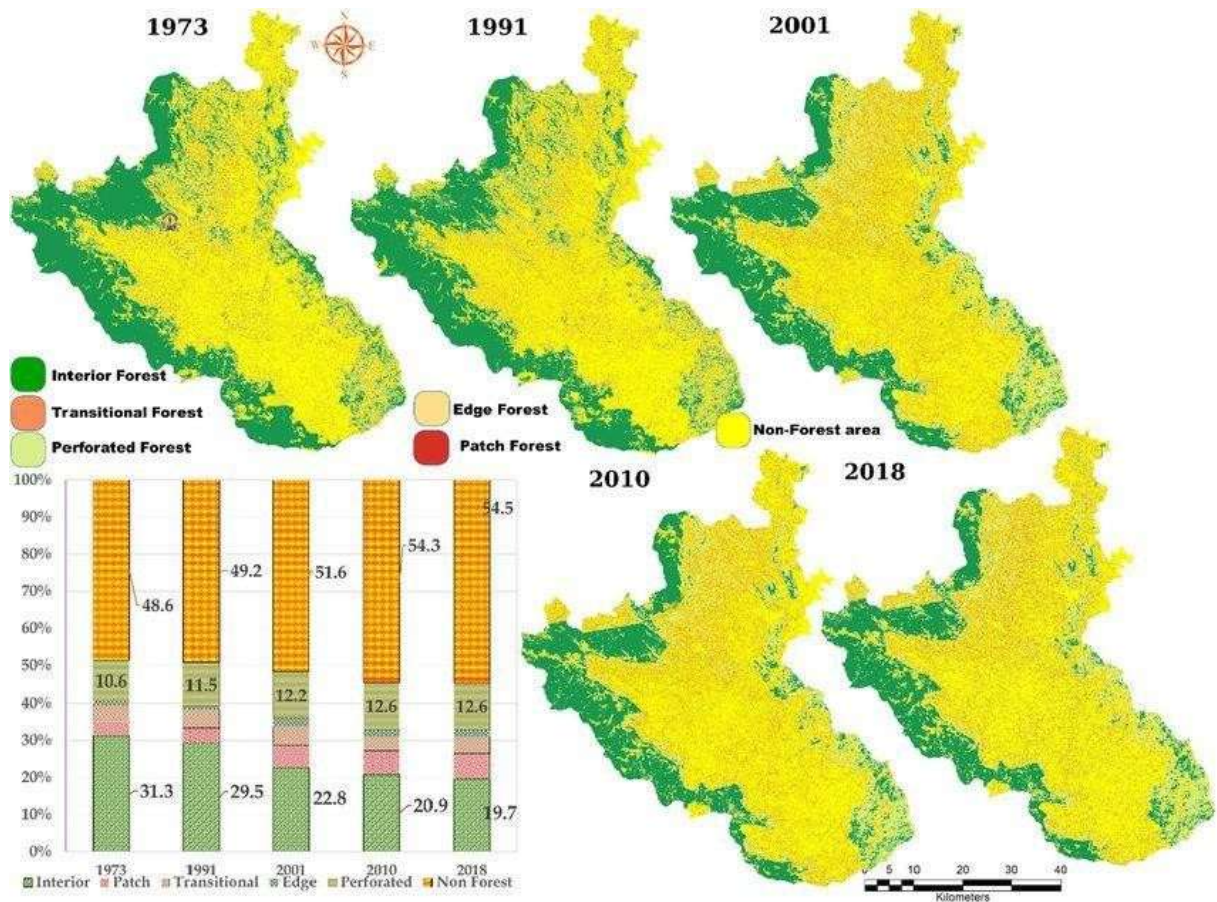 1973
1991
2001
N
W E
S
Interior Forest
Transitional Forest
Perforated Forest
Edge Forest
Patch Forest
Non-Forest area
2010
2018
100%
90%
80%
70%
60%
50%
40%
30%
20%
10%
0%
48.6
49.2
51.6
54.3
54.5
10.6
11.5
12.2
12.6
12.6
31.3
29.5
22.8
20.9
19.7
1973 1991 2001 2010 2018
Interior Patch Transitional Edge Perforated Non Forest
0 5 10 20 30 40
Kilometers